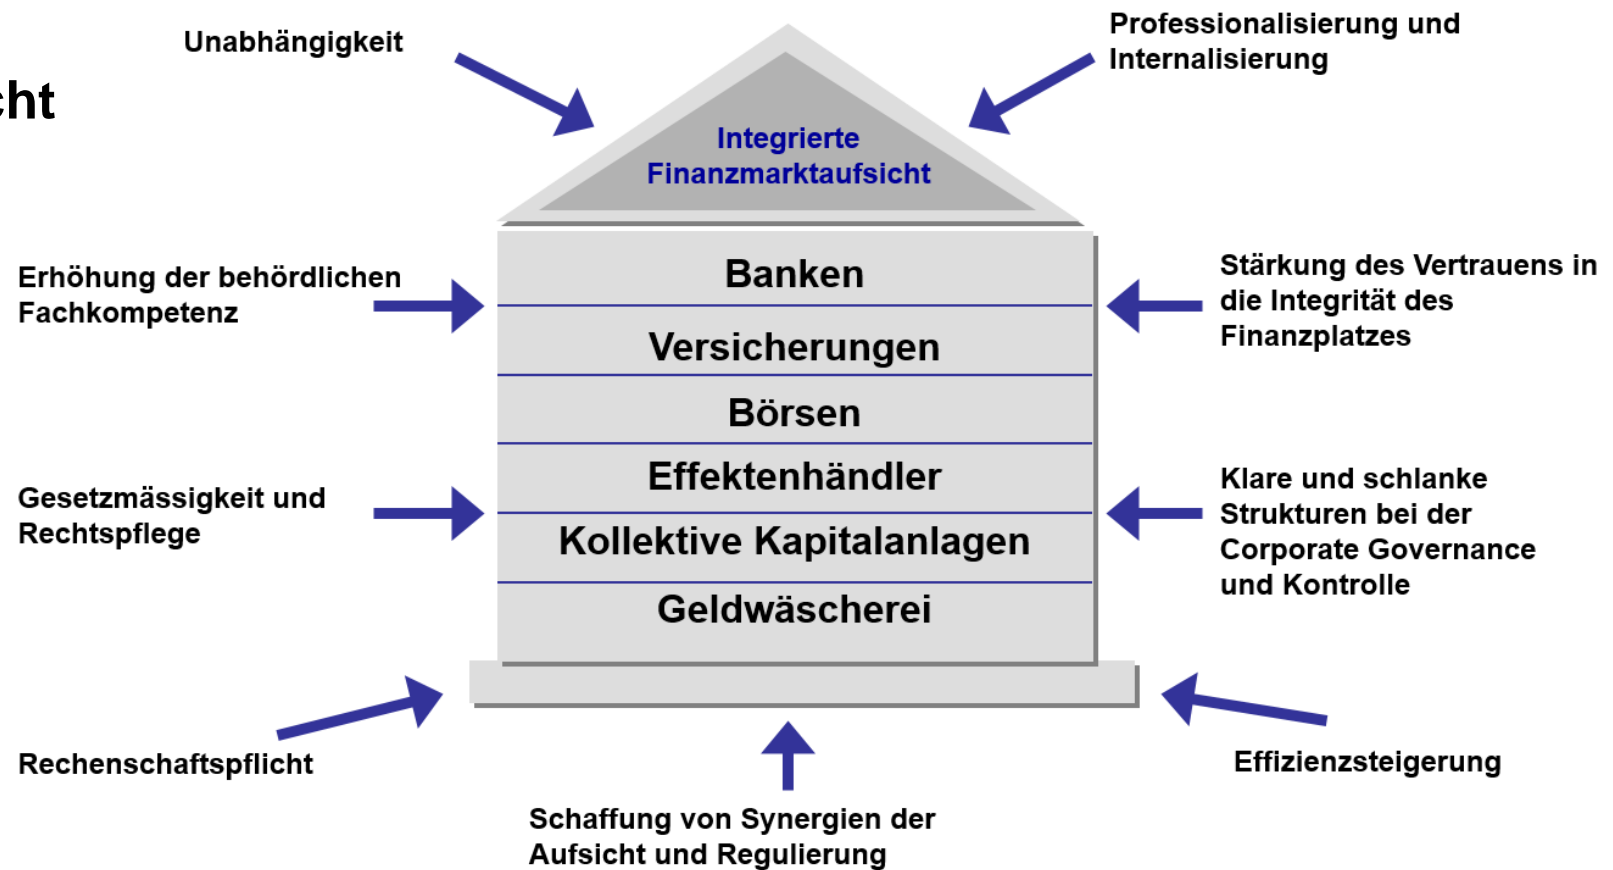 Unabhängigkeit
Professionalisierung und
Internalisierung
cht
Integrierte
Finanzmarktaufsicht
Erhöhung der behördlichen
Fachkompetenz
Banken
Versicherungen
Börsen
Effektenhändler
Kollektive Kapitalanlagen
Geldwäscherei
Stärkung des Vertrauens in
die Integrität des
Finanzplatzes
Gesetzmässigkeit und
Rechtspflege
Klare und schlanke
Strukturen bei der
Corporate Governance
und Kontrolle
Rechenschaftspflicht
Schaffung von Synergien der
Aufsicht und Regulierung
Effizienzsteigerung